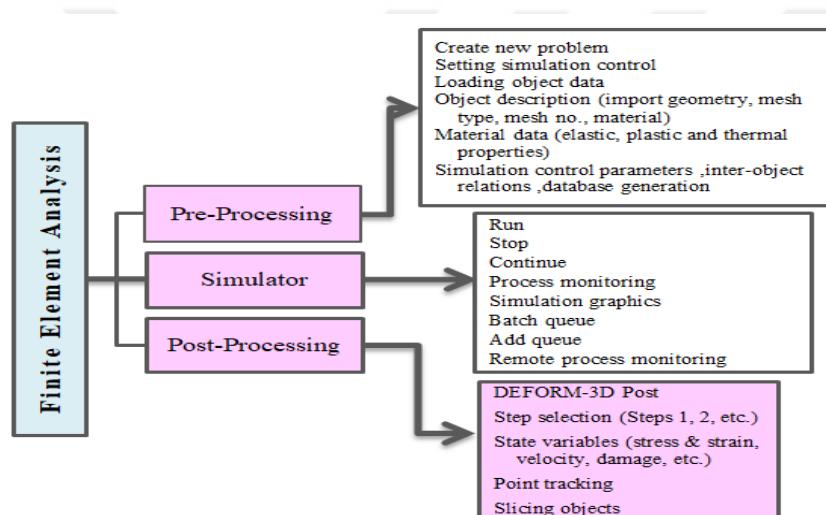 Finite Element Analysis
Pre-Processing
Simulator
Post-Processing
Create new problem
Setting simulation control
Loading object data
Object description (import geometry, mesh
type, mesh no., material)
Material data (elastic, plastic and thermal
properties)
Simulation control parameters ,inter-object
relations ,database generation
Run
Stop
Continue
Process monitoring
Simulation graphics
Batch queue
Add queue
Remote process monitoring
DEFORM-3D Post
Step selection (Steps 1, 2, etc.)
State variables (stress & strain,
velocity, damage, etc.)
Point tracking
Slicing objects